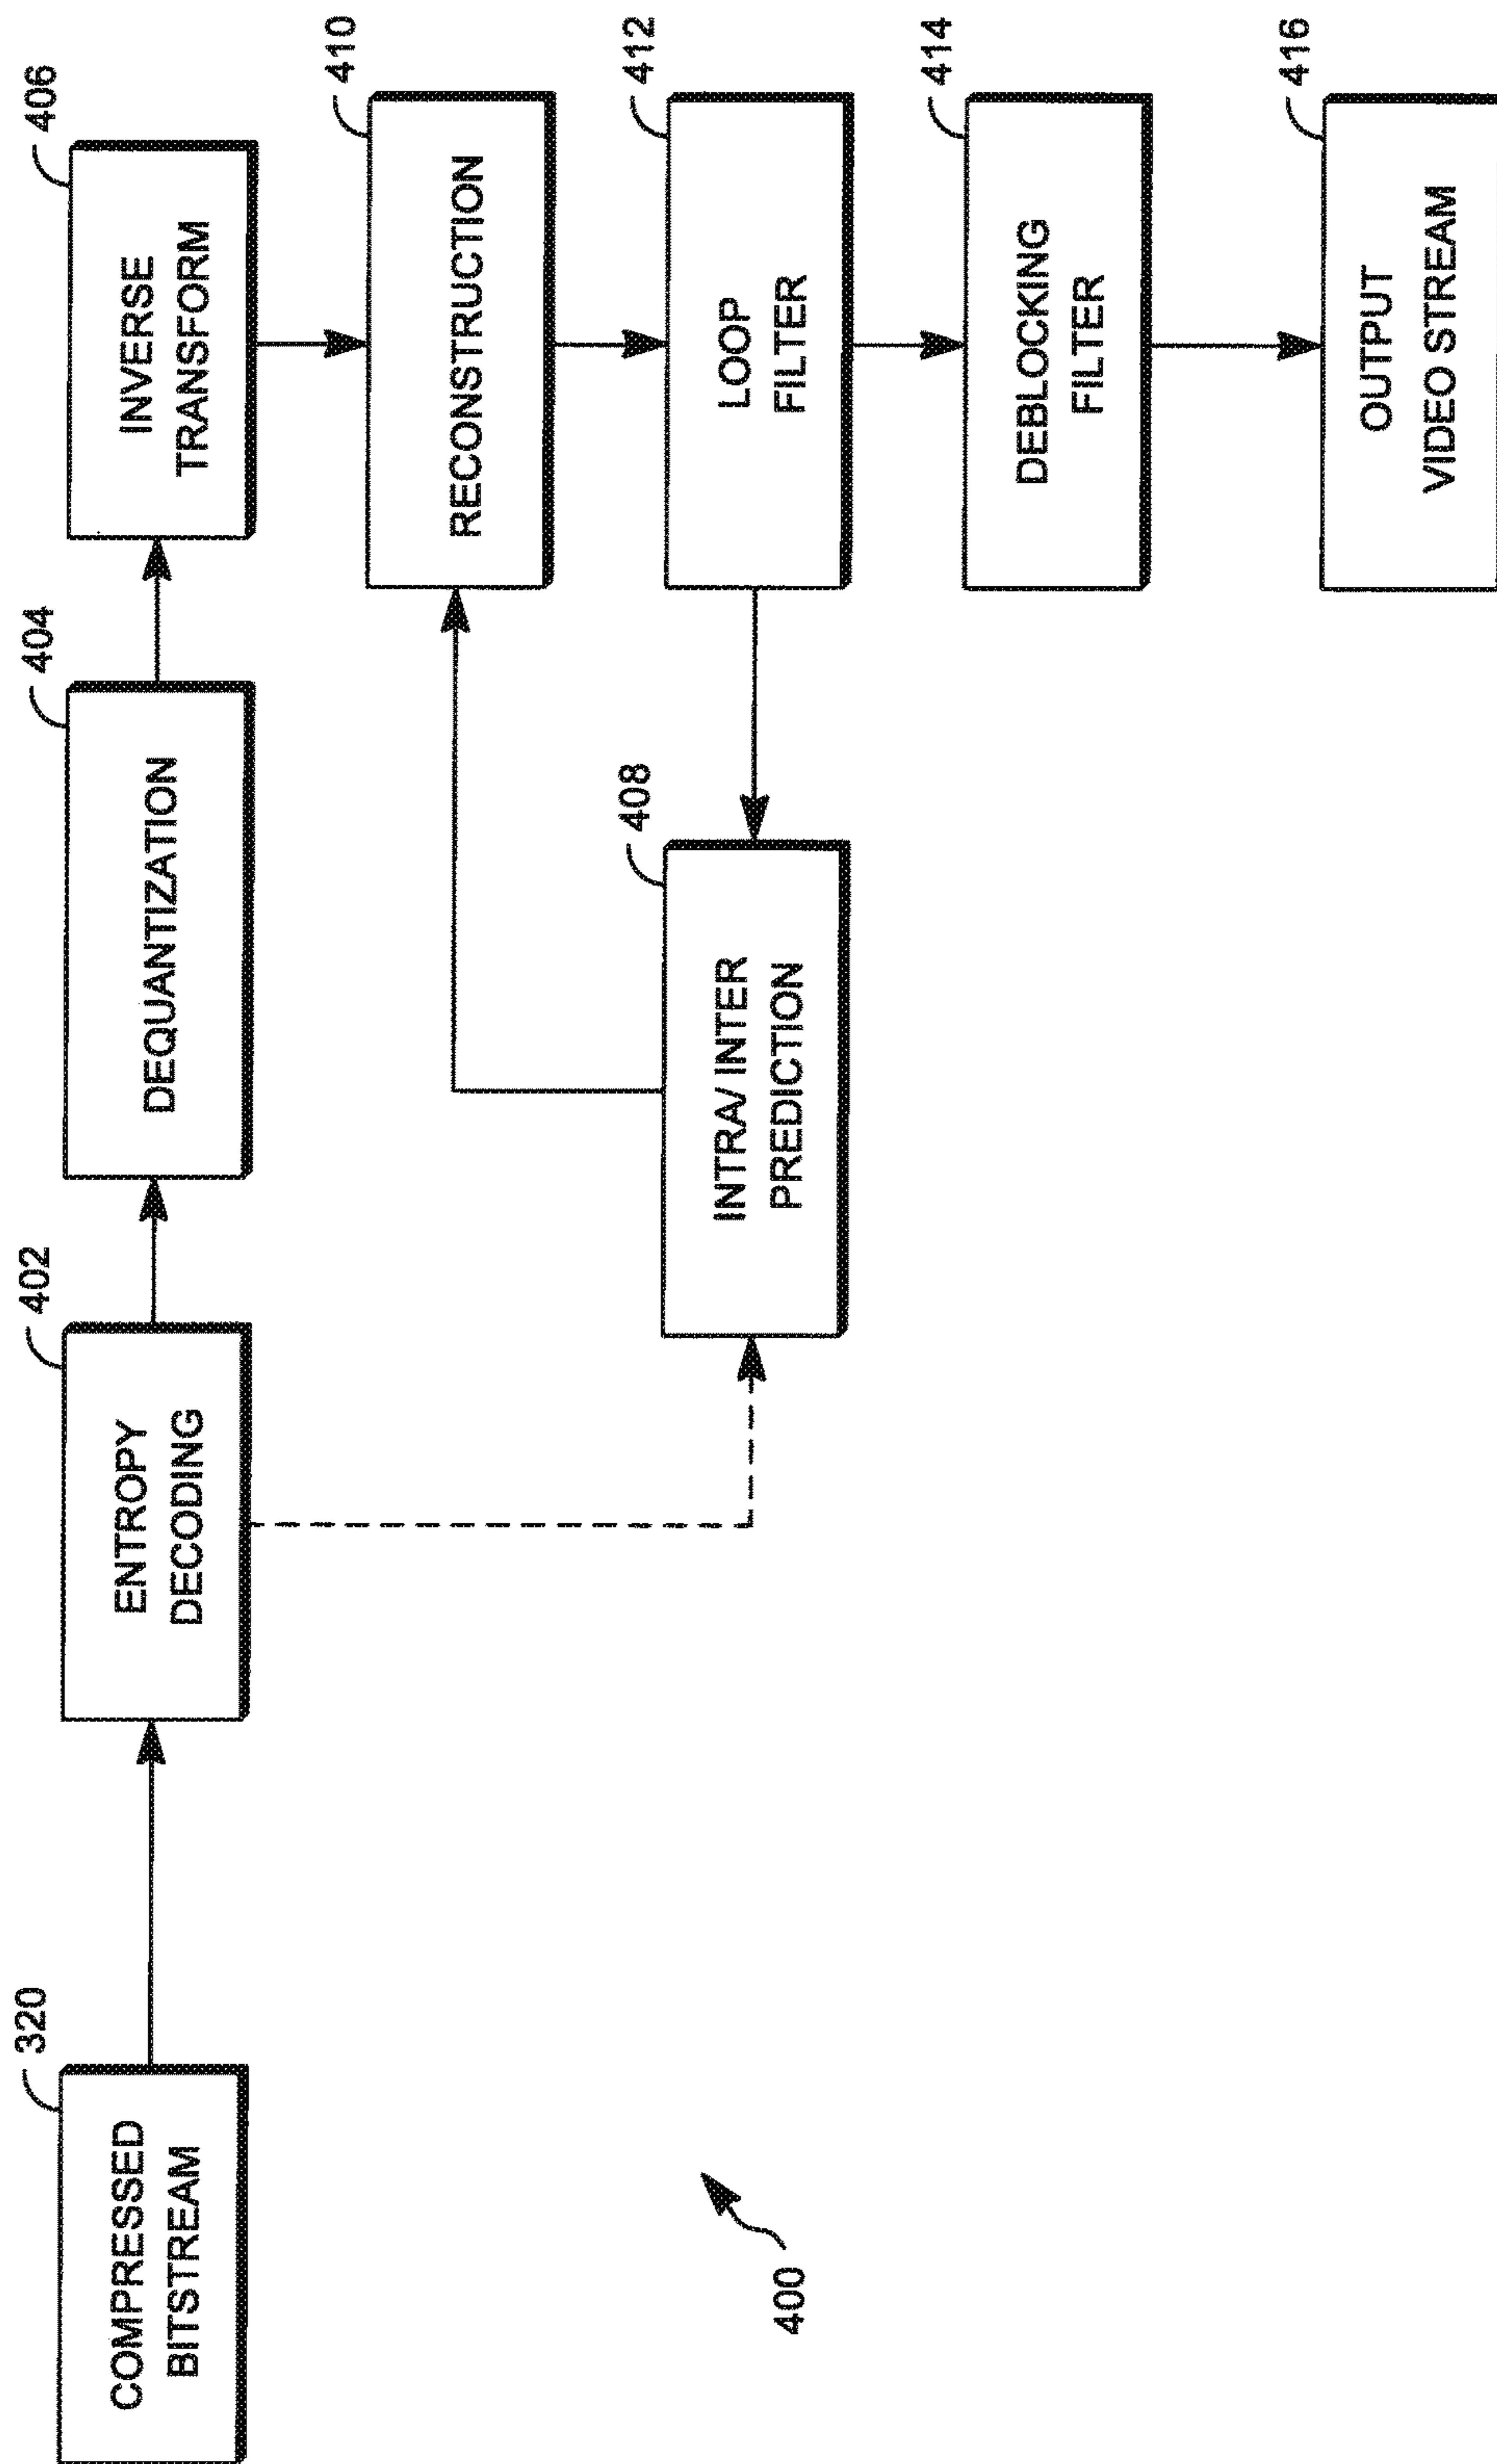 320
COMPRESSED
BITSTREAM
402
ENTROPY
DECODING
404
DEQUANTIZATION
406
INVERSE
TRANSFORM
410
RECONSTRUCTION
408
INTRA/ INTER
PREDICTION
412
LOOP
FILTER
414
DEBLOCKING
FILTER
416
OUTPUT
VIDEO STREAM
400